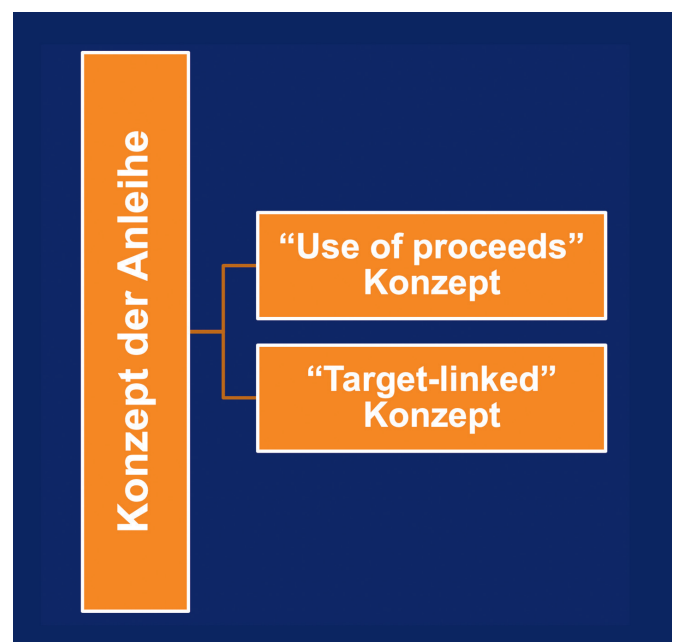 Konzept der Anleihe
“Use of proceeds”
Konzept
“Target-linked”
Konzept